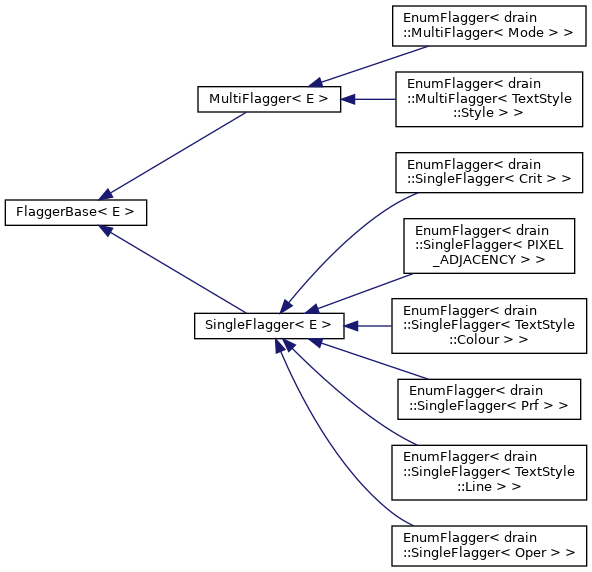 EnumFlagger< drain
::MultiFlagger< Mode > >
MultiFlagger< E >
EnumFlagger< drain
::MultiFlagger< TextStyle
::Style > >
EnumFlagger< drain
::SingleFlagger< Crit > >
FlaggerBase< E >
EnumFlagger< drain
::SingleFlagger< PIXEL
_ADJACENCY > >
SingleFlagger< E >
EnumFlagger< drain
::SingleFlagger< TextStyle
::Colour > >
EnumFlagger< drain
::SingleFlagger< Prf > >
EnumFlagger< drain
::SingleFlagger< TextStyle
::Line > >
EnumFlagger< drain
::SingleFlagger< Oper > >